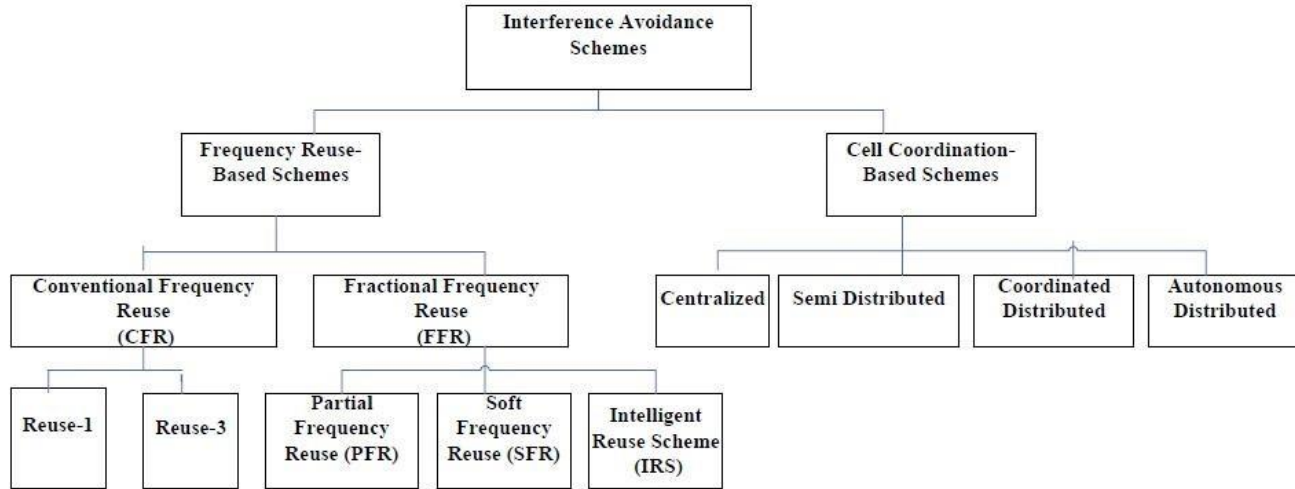 Interference Avoidance
Schemes
Frequency Reuse-
Based Schemes
Cell Coordination-
Based Schemes
Conventional Frequency
Reuse
(CFR)
Fractional Frequency
Reuse
(FFR)
Centralized
Semi Distributed
Coordinated
Distributed
Autonomous
Distributed
Reuse-1
Reuse-3
Partial
Frequency
Reuse (PFR)
Soft
Frequency
Reuse (SFR)
Intelligent
Reuse Scheme
(IRS)